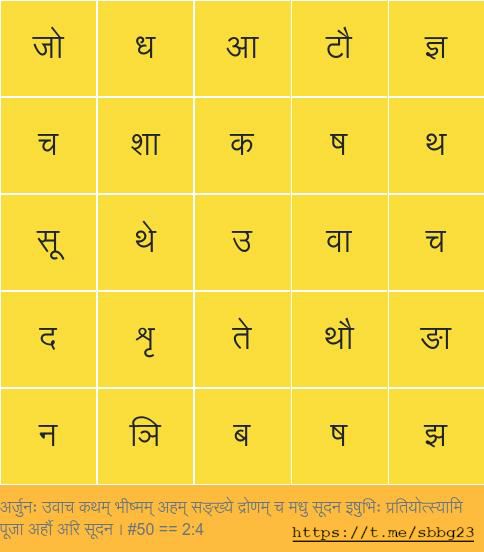 जो ध आ टौ ज्ञ
च शा क ष थ
सू थे उ वा च
द शृ ते थौ ङा
न ञि ब ष झ
अर्जुनः उवाच कथम् भीष्मम् अहम् सङ्ख्ये द्रोणम् च मधु सूदन इषुभिः प्रतियोत्स्यामि
पूजा अर्हौ अरि सूदन । #50 == 2:4
https://t.me/sbbg23